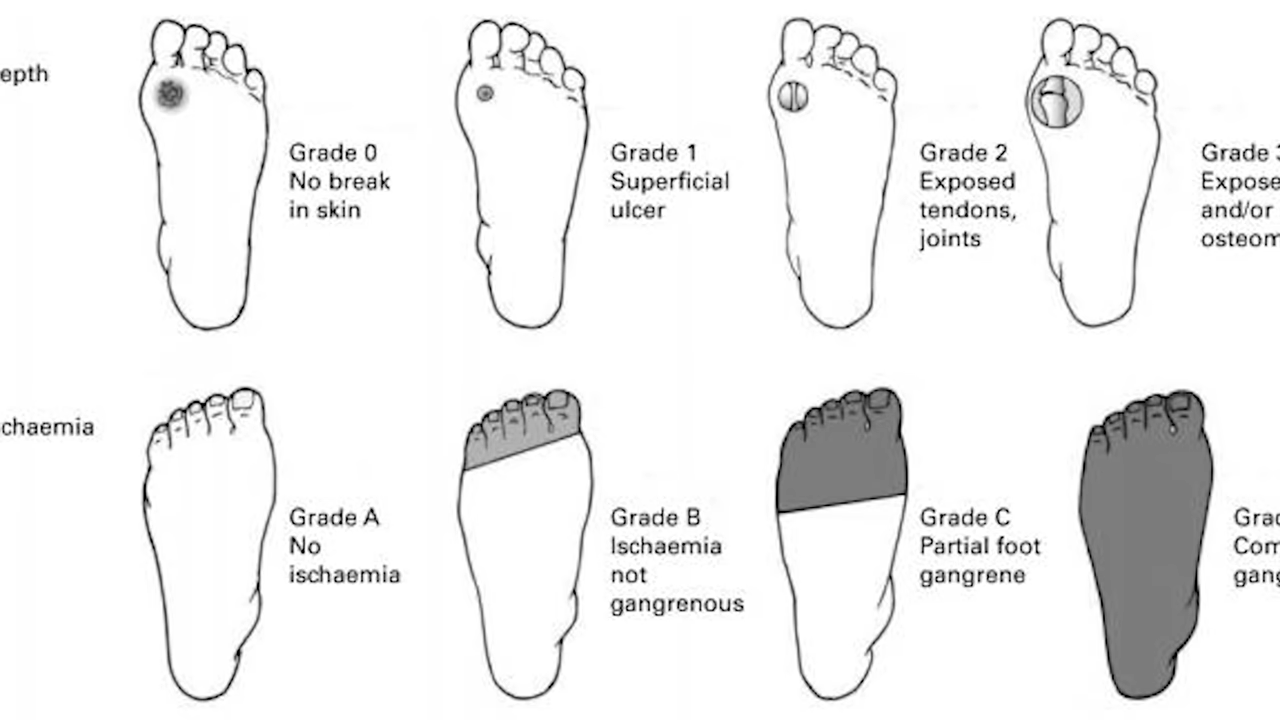 epth
Grade 0
No break
in skin
Grade 1
Superficial
ulcer
Grade 2
Exposed
tendons,
joints
Grade 3
Expose
and/or
osteom
chaemia
Grade A
No
ischaemia
Grade B
Ischaemia
not
gangrenous
Grade C
Partial foot
gangrene
Grad
Com
gang